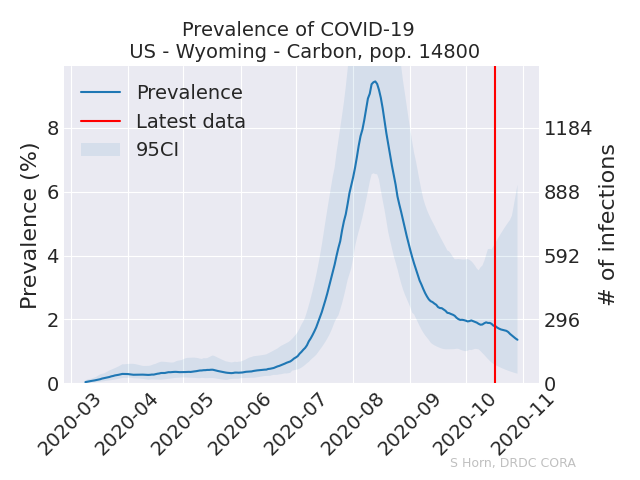 Prevalence of COVID-19
US - Wyoming - Carbon, pop. 14800
Prevalence
Latest data
95CI
Prevalence (%)
8
6
4
2
0
1184
888
592
296
0
# of infections
2020-03
2020-04
2020-05
2020-06
2020-07
2020-08
2020-09
2020-10
2020-11
S Horn, DRDC CORA